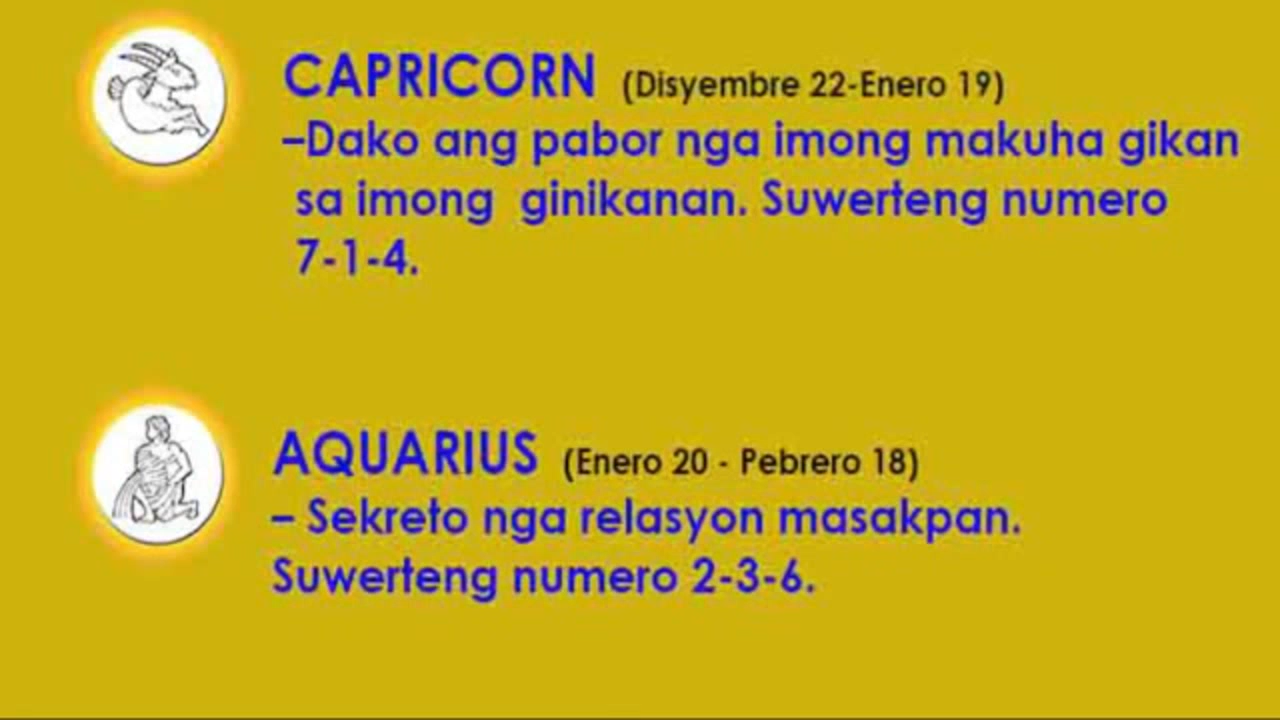 CAPRICORN (Disyembre 22-Enero 19)
–Dako ang pabor nga imong makuha gikan
sa imong ginikanan. Suwerteng numero
7-1-4.
AQUARIUS (Enero 20 - Pebrero 18)
– Sekreto nga relasyon masakpan.
Suwerteng numero 2-3-6.